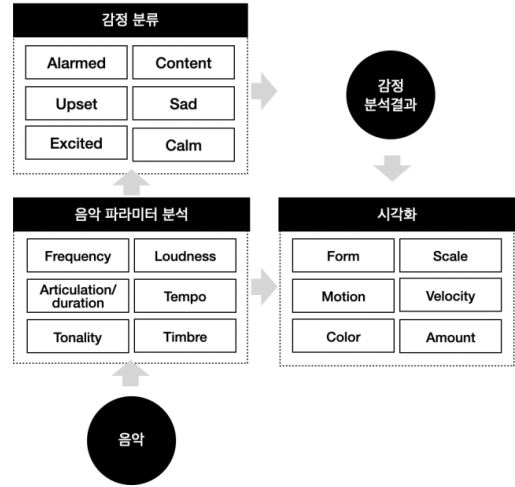 감정 분류
Alarmed
Content
Upset
Sad
Excited
Calm
감정
분석결과
음악 파라미터 분석
Frequency
Loudness
Articulation/
duration
Tempo
Tonality
Timbre
시각화
Form
Scale
Motion
Velocity
Color
Amount
음악